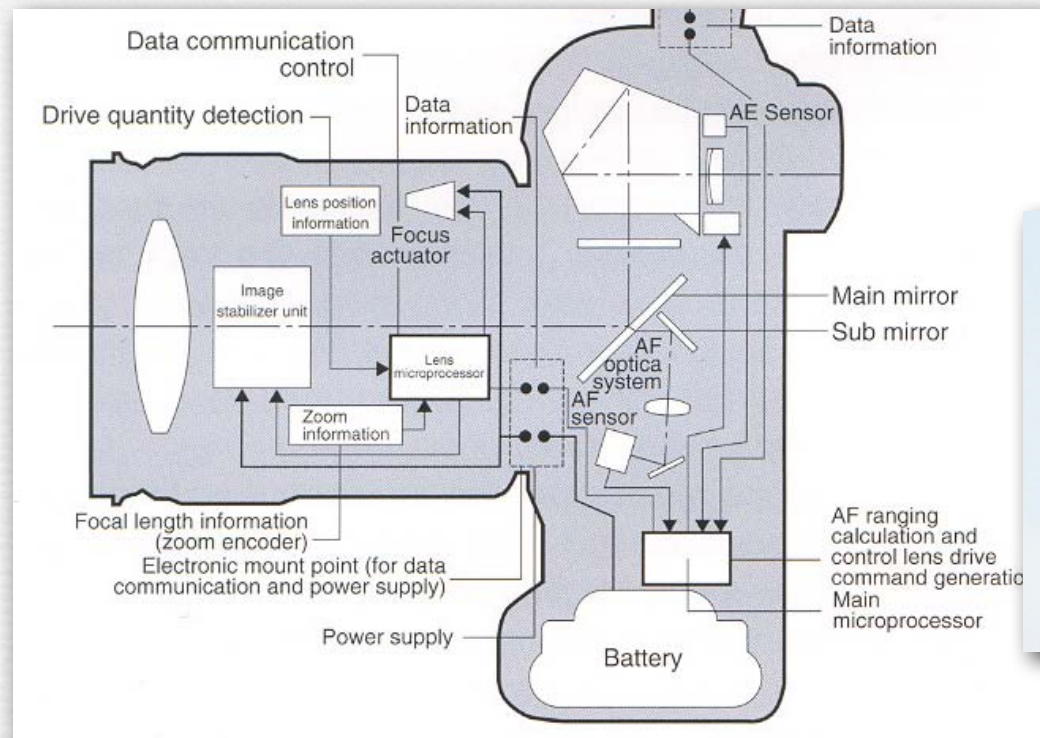 Data communication
control
Drive quantity detection
Data
information
Data
information
AE Sensor
Lens position
information
Focus
actuator
Image
stabilizer unit
Lens
microprocessor
Zoom
information
Main mirror
Sub mirror
AF
optica
system
AF
sensor
Focal length information
(zoom encoder)
Electronic mount point (for data
communication and power supply)
Power supply
Battery
AF ranging
calculation and
control lens drive
command generatio
Main
microprocessor